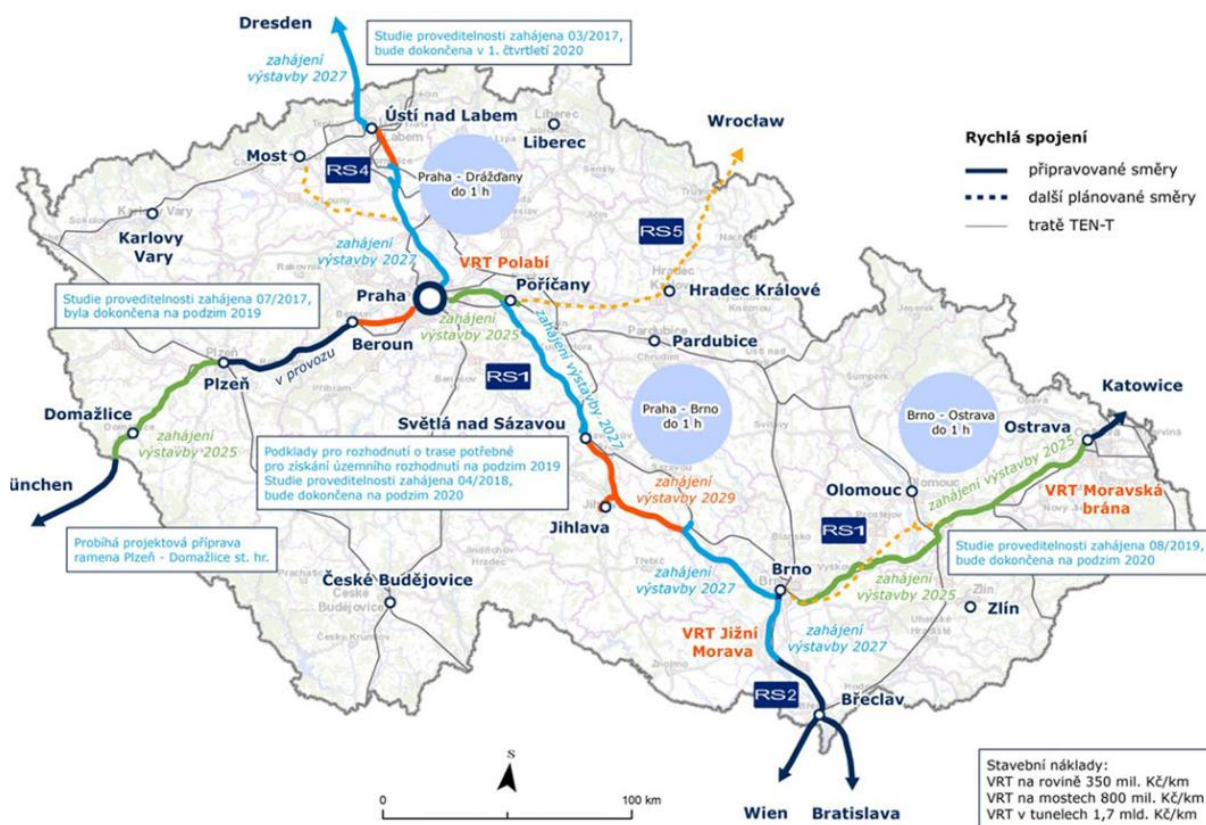 Dresden
Studie proveditelnosti zahájena 03/2017,
bude dokončena v 1. čtvrtletí 2020
zahájení
výstavby 2027
Ústí nad Labem
Liberec
Wrocław
Most
RS4
Praha - Drážďany
do 1 h
Rychlá spojení
připravované směry
další plánované směry
tratě TEN-T
Karlovy
Vary
RS5
zahájení
výstavby 2027
VRT Polabí
Studie proveditelnosti zahájena 07/2017,
byla dokončena na podzim 2019
Praha
Poříčany
Hradec Králové
zahájení
výstavby 2025
Beroun
Pardubice
v provozu
Plzeň
RS1
zahájení výstavby 2027
Praha - Brno
do 1 h
Brno - Ostrava
do 1 h
Katowice
Domažlice
Světlá nad Sázavou
Ostrava
zahájení
výstavby 2025
Podklady pro rozhodnutí o trase potřebné
pro získání územního rozhodnutí na podzim 2019
Studie proveditelnosti zahájena 04/2018,
bude dokončena na podzim 2020
zahájení
výstavby 2029
Olomouc
zahájení výstavby 2025
VRT Moravská
brána
ünchen
Jihlava
RS1
Probíhá projektová příprava
ramena Plzeň - Domažlice st. hr.
Studie proveditelnosti zahájena 08/2019,
bude dokončena na podzim 2020
České Budějovice
zahájení
výstavby 2027
Brno
zahájení
výstavby 2025
Zlín
VRT Jižní
Morava
zahájení
výstavby 2027
RS2
Břeclav
S
0
100 km
Wien
Bratislava
Stavební náklady:
VRT na rovině 350 mil. Kč/km
VRT na mostech 800 mil. Kč/km
VRT v tunelech 1,7 mld. Kč/km